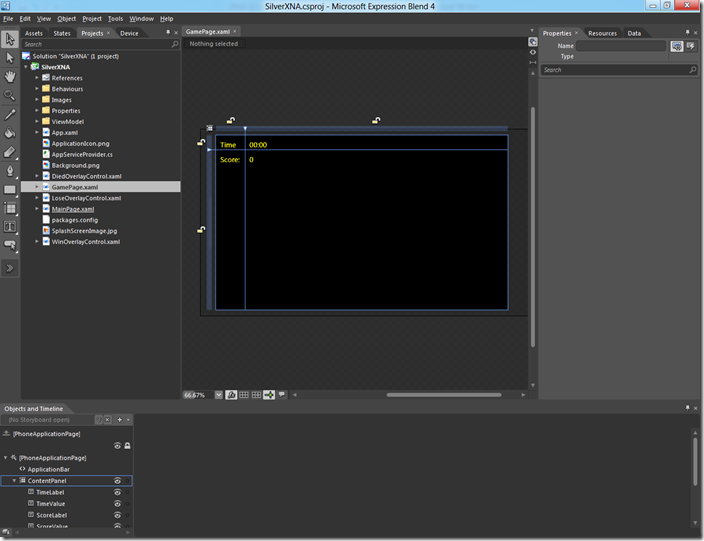 SilverXNA.csproj - Microsoft Expression Blend 4
File Edit View Object Project Tools Window Help
Assets States Projects Device
Search
Solution "SilverXNA" (1 project)
SilverXNA
References
Behaviours
Images
Properties
ViewModel
App.xaml
ApplicationIcon.png
AppServiceProvider.cs
Background.png
DiedOverlayControl.xaml
GamePage.xaml
LoseOverlayControl.xaml
MainPage.xaml
packages.config
SplashScreenImage.jpg
WinOverlayControl.xaml
GamePage.xaml
Nothing selected
Time 00:00
Score: 0
66.67%
Properties Resources Data
Name
Type
Search
Objects and Timeline
(No Storyboard open)
[PhoneApplicationPage]
[PhoneApplicationPage]
ApplicationBar
ContentPanel
TimeLabel
TimeValue
ScoreLabel
ScoreValue